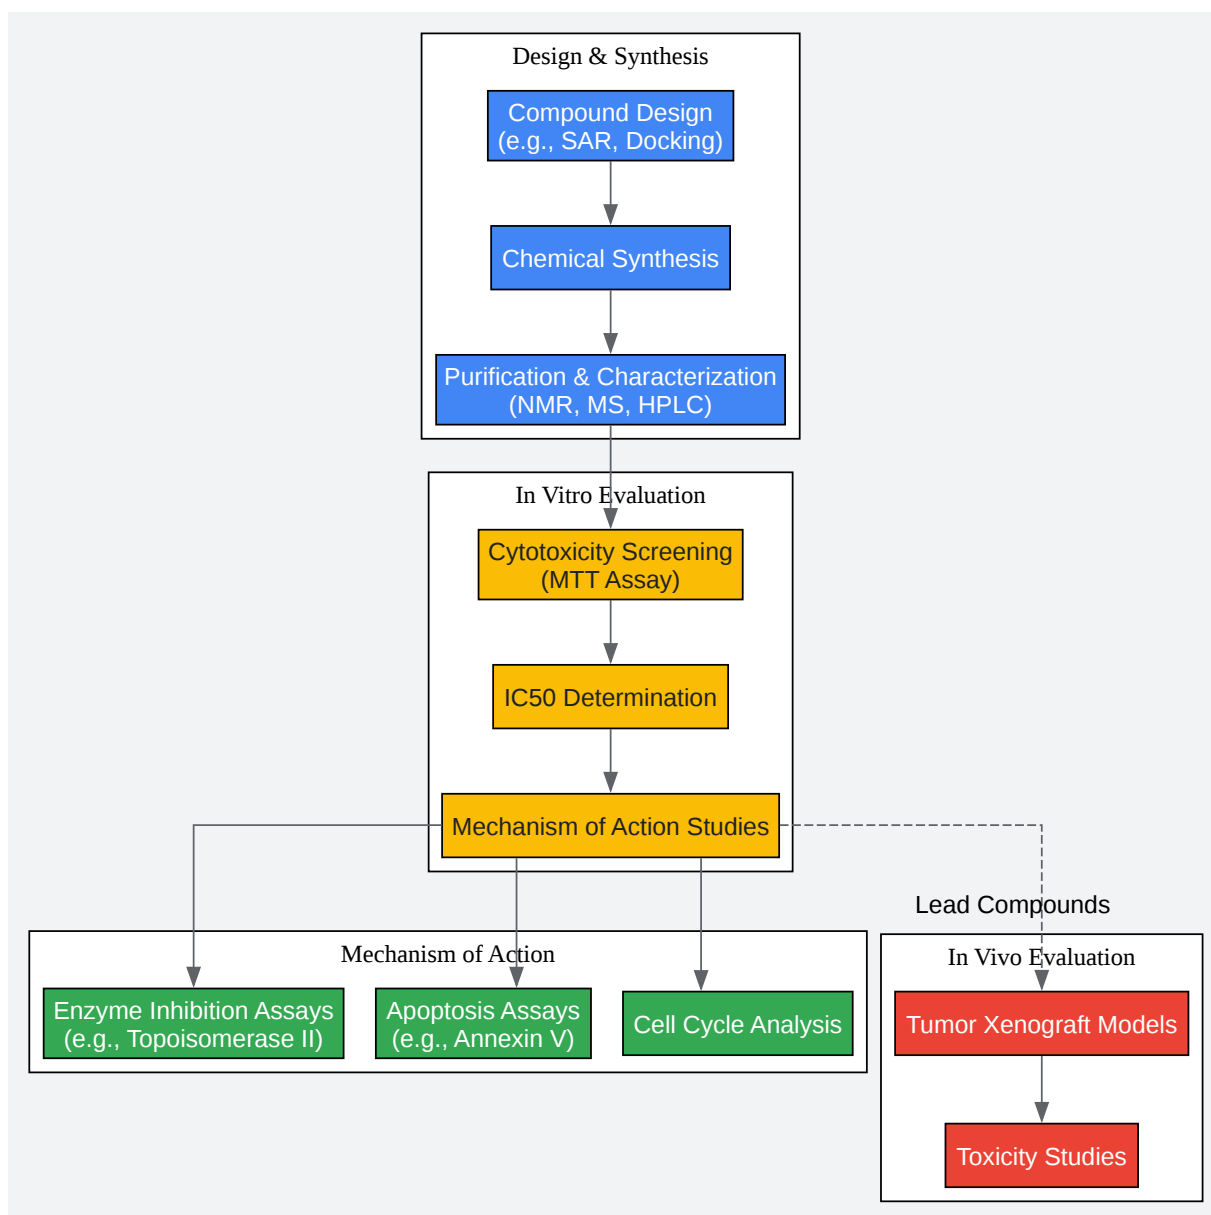 Design & Synthesis
Compound Design
(e.g., SAR, Docking)
Chemical Synthesis
Purification & Characterization
(NMR, MS, HPLC)
In Vitro Evaluation
Cytotoxicity Screening
(MTT Assay)
IC50 Determination
Mechanism of Action Studies
Lead Compounds
Mechanism of Action
Enzyme Inhibition Assays
(e.g., Topoisomerase II)
Apoptosis Assays
(e.g., Annexin V)
Cell Cycle Analysis
In Vivo Evaluation
Tumor Xenograft Models
Toxicity Studies